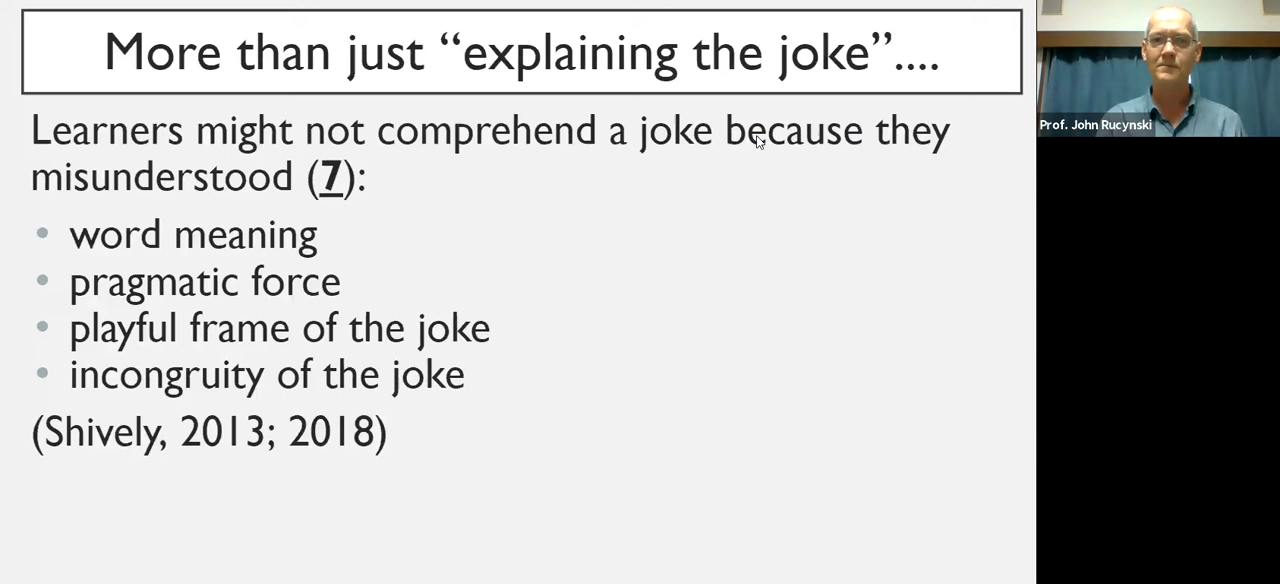 More than just “explaining the joke”....
Learners might not comprehend a joke because they
misunderstood (7):
• word meaning
• pragmatic force
• playful frame of the joke
• incongruity of the joke
(Shively, 2013; 2018)
Prof. John Rucynski